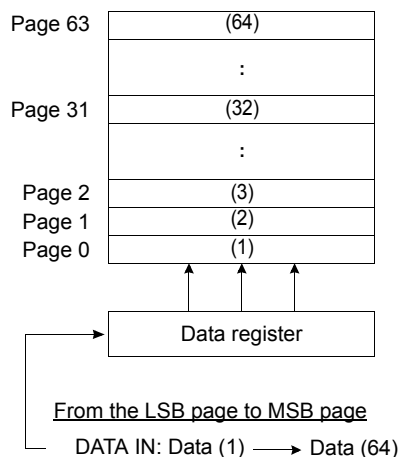 Page 63 (64)
:
Page 31 (32)
:
Page 2 (3)
Page 1 (2)
Page 0 (1)
Data register
From the LSB page to MSB page
DATA IN: Data (1) Data (64)